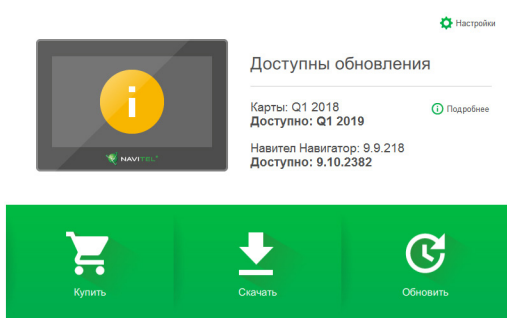 Настройки
Доступны обновления
Карты: Q1 2018
Подробнее
Доступно: Q1 2019
Навител Навигатор: 9.9.218
Доступно: 9.10.2382
NAVITEL
Купить
Скачать
Обновить